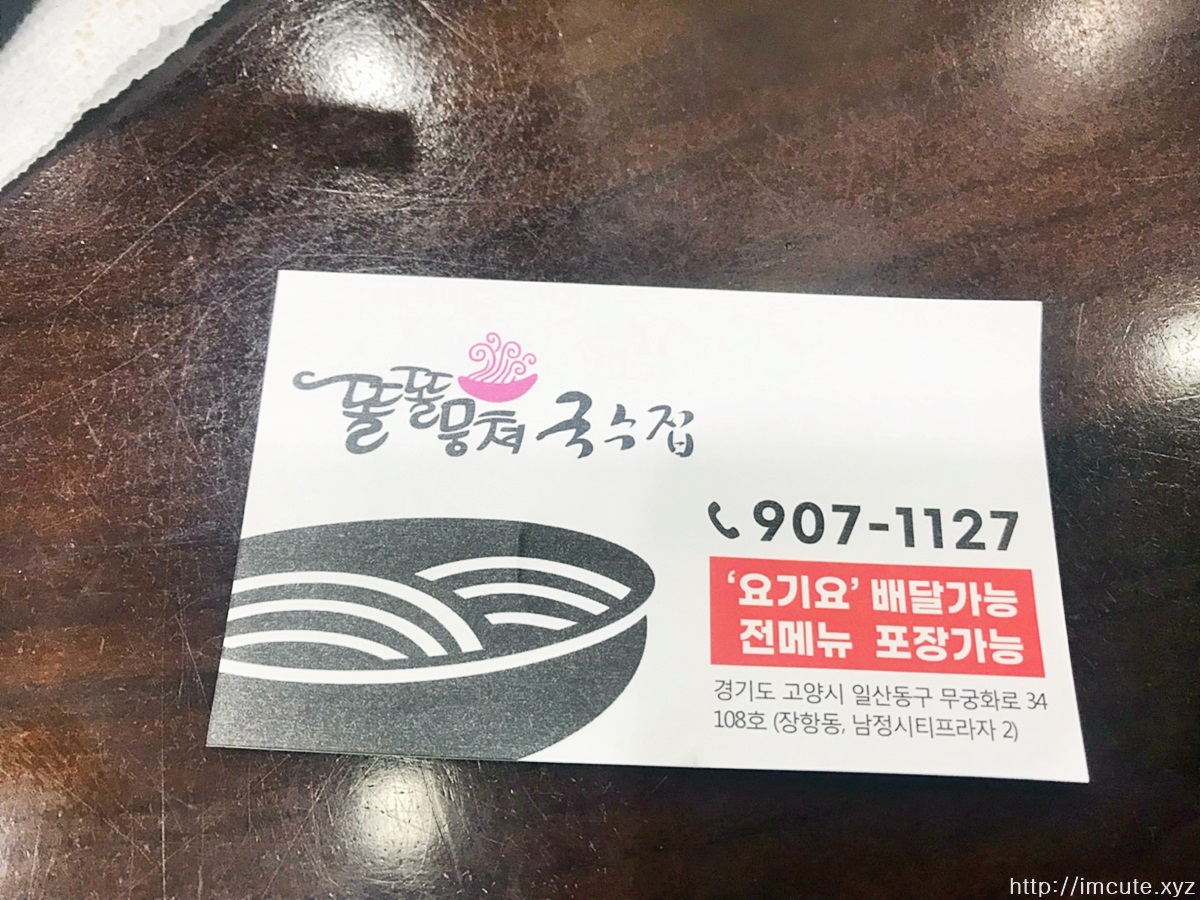 똘똘뭉쳐 국수집
907-1127
‘요기요’ 배달가능
전메뉴 포장가능
경기도 고양시 일산동구 무궁화로 34
108호 (장항동, 남정시티프라자 2)
http://imcute.xyz